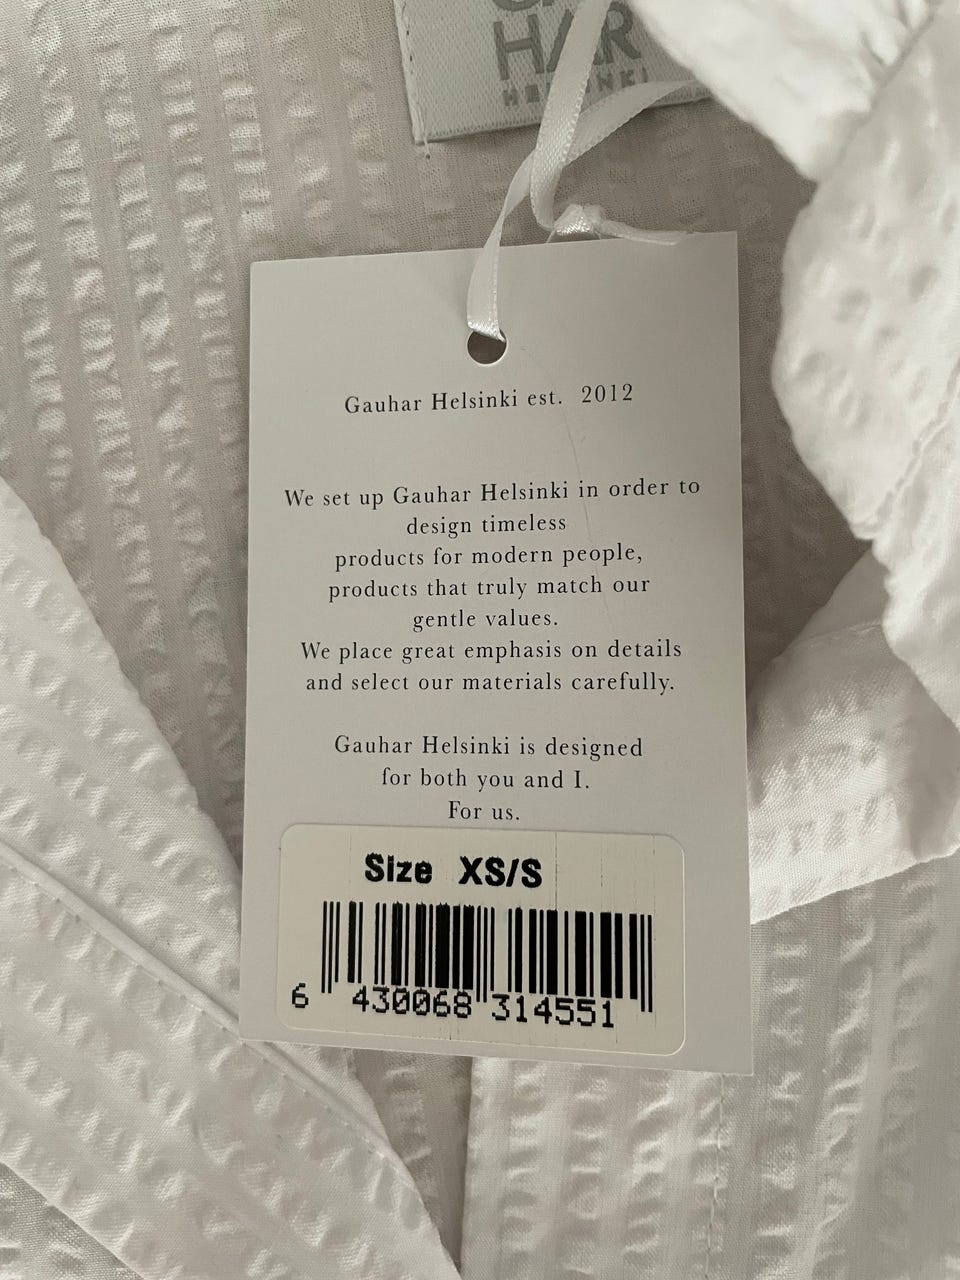 HAR
HELSINKI
Gauhar Helsinki est. 2012
We set up Gauhar Helsinki in order to
design timeless
products for modern people,
products that truly match our
gentle values.
We place great emphasis on details
and select our materials carefully.
Gauhar Helsinki is designed
for both you and I.
For us.
Size XS/S
6 430068 314551